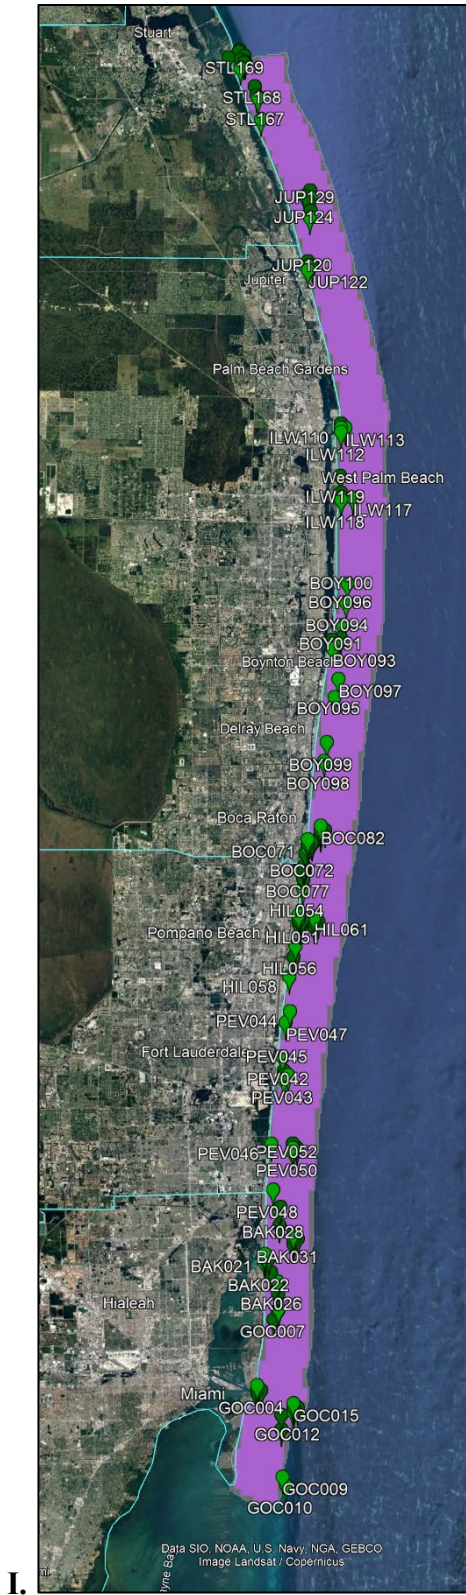 Stuart
STL169
STL168
STL167
JUP129
JUP124
JUP120
Jupiter
JUP122
Palm Beach Gardens
ILW110
ILW113
ILW112
West Palm Beach
ILW119
ILW117
ILW118
BOY100
BOY096
BOY094
BOY091
Boynton Beach
BOY093
BOY097
BOY095
Delray Beach
BOY099
BOY098
Boca Raton
BOC082
BOC071
BOC072
BOC077
HIL054
Pompano Beach
HIL051
HIL061
HIL056
HIL058
PEV044
PEV047
Fort Lauderdale
PEV045
PEV042
PEV043
PEV046
PEV052
PEV050
PEV048
BAK028
BAK031
BAK021
BAK022
Hialeah
BAK026
GOC007
Miami
GOC004
GOC015
GOC012
GOC009
GOC010
Data SIO, NOAA, U.S. Navy, NGA, GEBCO
Image Landsat / Copernicus
I.